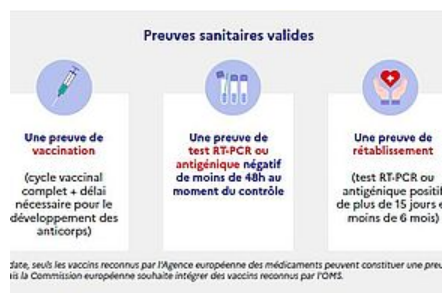 Preuves sanitaires valides
Une preuve de
vaccination
(cycle vaccinal
complet + délai
nécessaire pour le
développement des
anticorps)
Une preuve de
test RT-PCR ou
antigénique négatif
de moins de 48h au
moment du contrôle
Une preuve de
rétablissement
(test RT-PCR ou
antigénique positif
de plus de 15 jours e
moins de 6 mois)
date, seuls les vaccins reconnus par l'Agence européenne des médicaments peuvent constituer une preu
is la Commission européenne souhaite intégrer des vaccins reconnus par l'OMS.